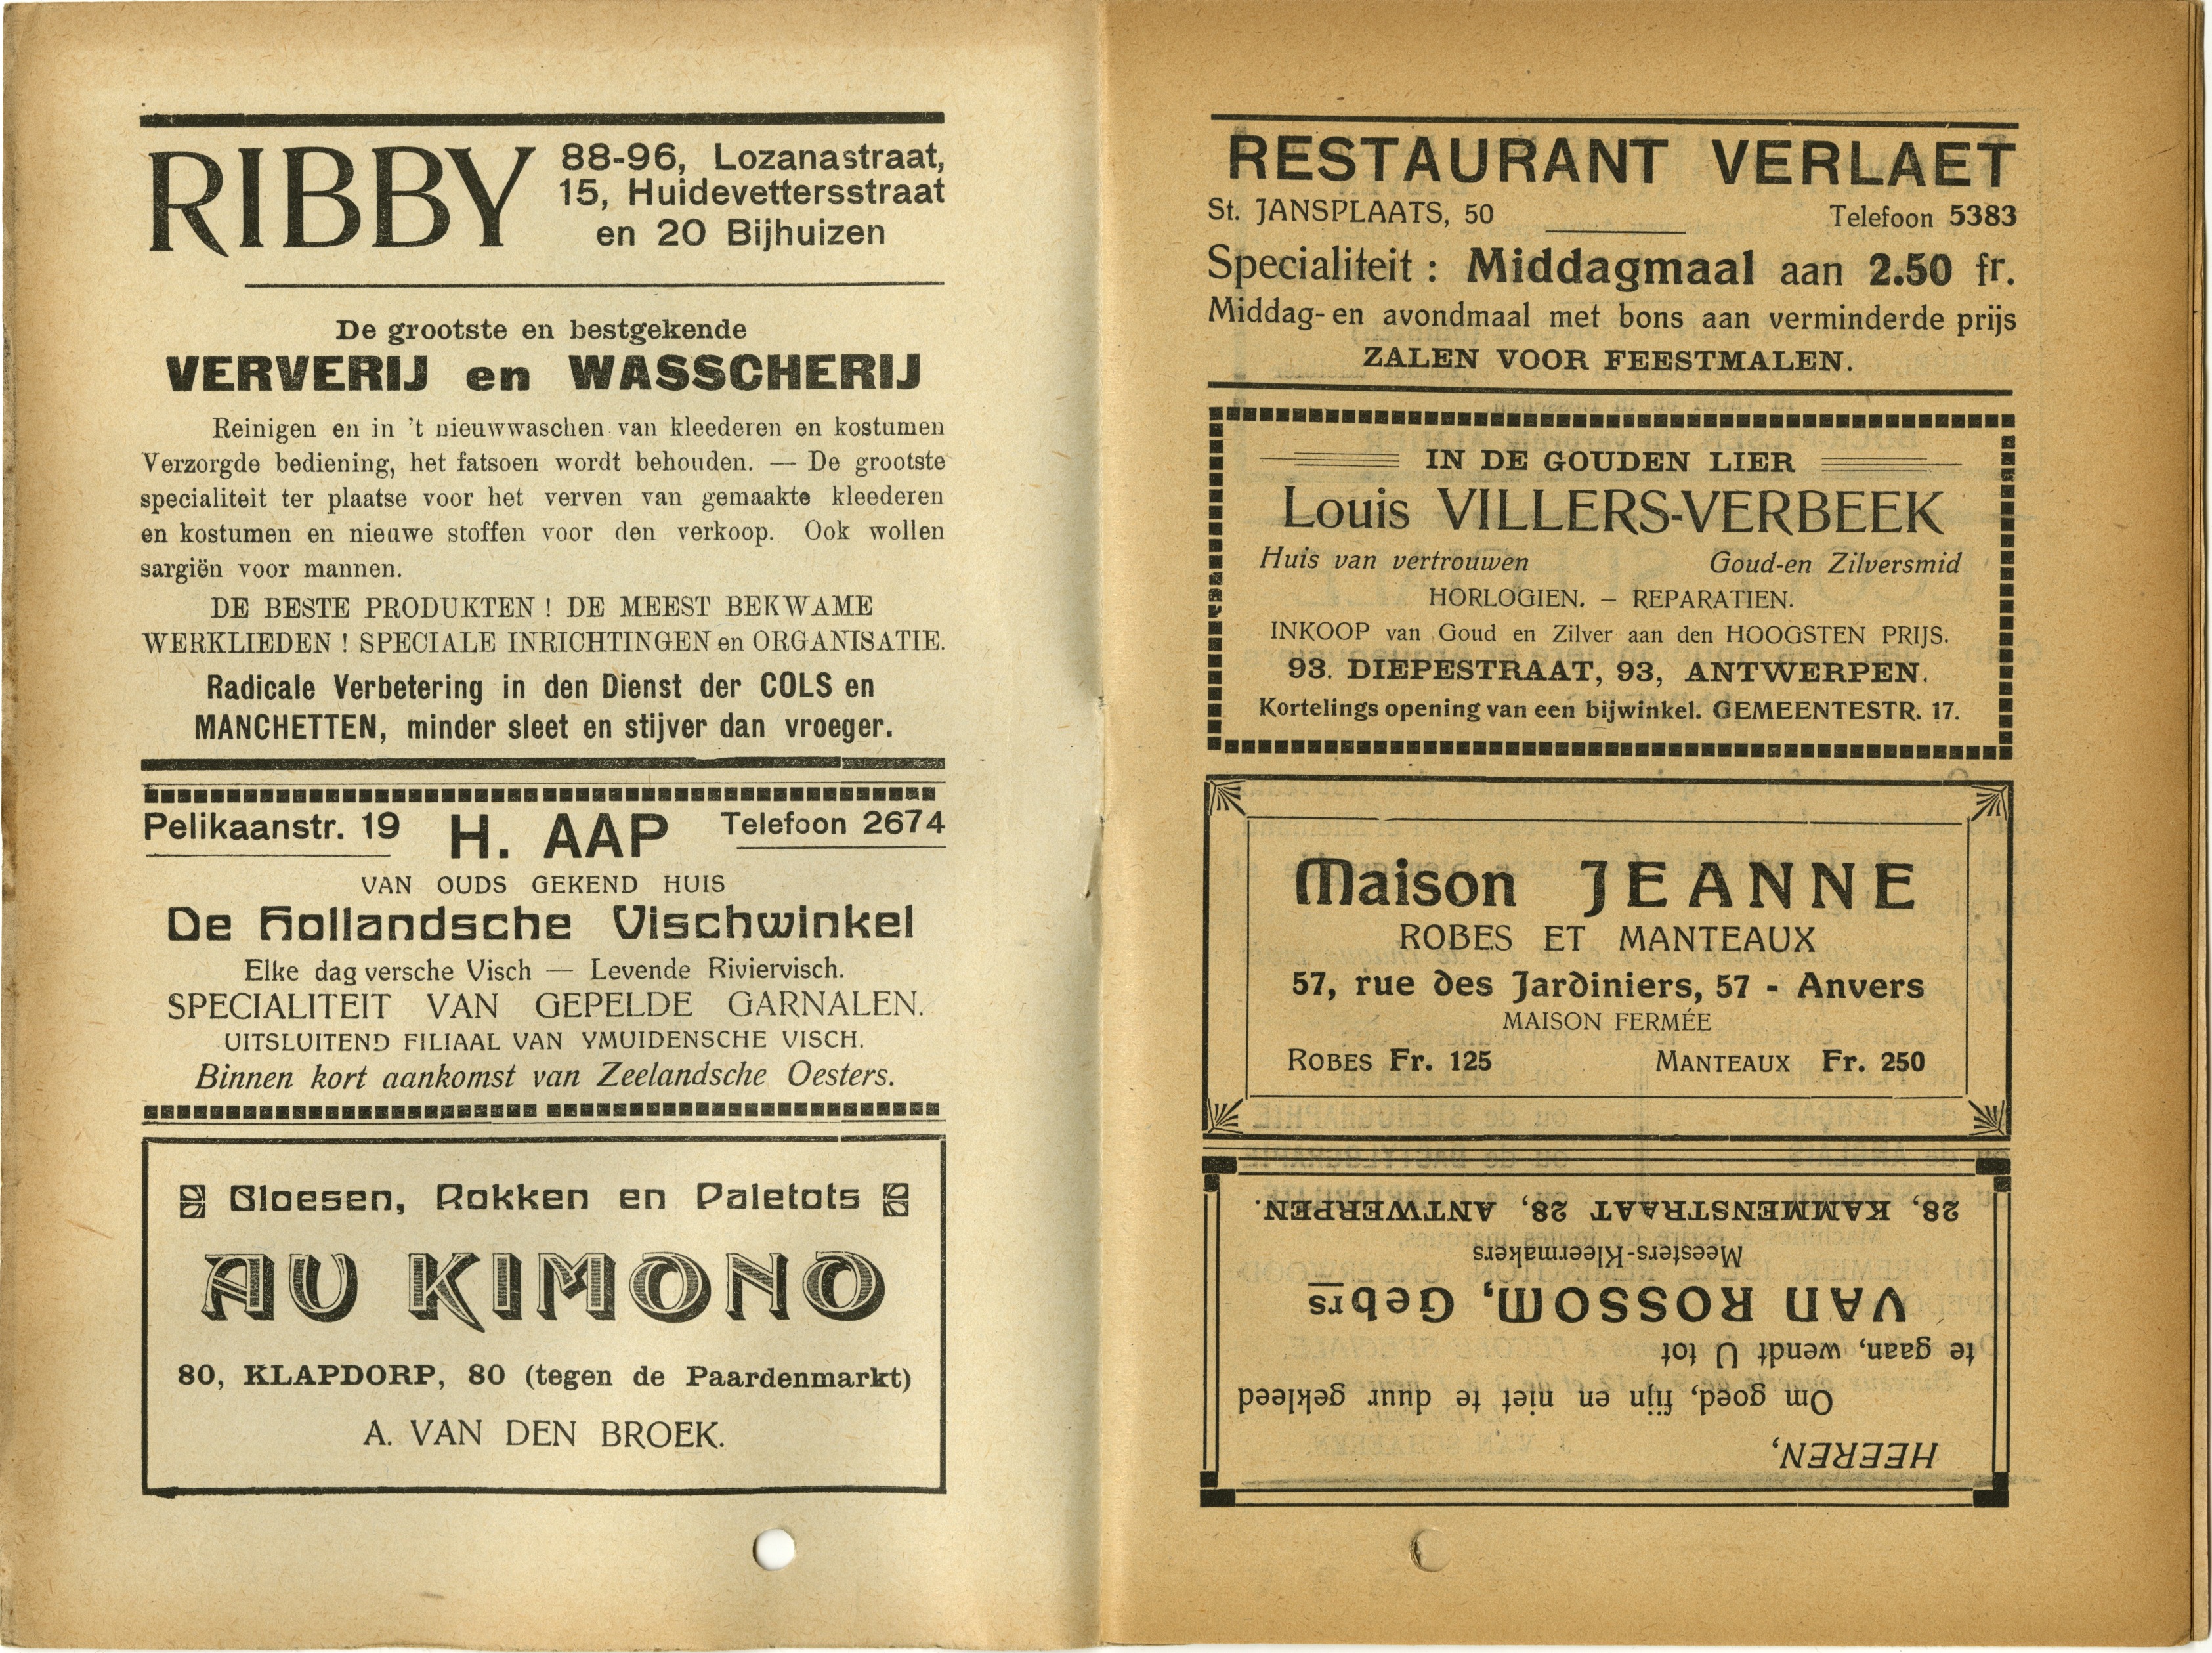 RIBBY
88-96, Lozanastraat,
15, Huidevettersstraat
en 20 Bijhuizen
De grootste en bestgekende
VERVERIJ en WASSCHERIJ
Reinigen en in 't nieuwwaschen van kleederen en kostumen
Verzorgde bediening, het fatsoen wordt behouden. — De grootste
specialiteit ter plaatse voor het verven van gemaakte kleederen
en kostumen en nieuwe stoffen voor den verkoop. Ook wollen
sargiën voor mannen.
DE BESTE PRODUKTEN ! DE MEEST BEKWAME
WERKLIEDEN ! SPECIALE INRICHTINGEN en ORGANISATIE.
Radicale Verbetering in den Dienst der COLS en
MANCHETTEN, minder sleet en stijver dan vroeger.
Pelikaanstr. 19 H. AAP Telefoon 2674
VAN OUDS GEKEND HUIS
De Hollandsche Vischwinkel
Elke dag versche Visch — Levende Riviervisch.
SPECIALITEIT VAN GEPELDE GARNALEN.
UITSLUITEND FILIAAL VAN YMUIDENSCHE VISCH.
Binnen kort aankomst van Zeelandsche Oesters.
Bloesen, Rokken en Paletots
AU KIMONO
80, KLAPDORP, 80 (tegen de Paardenmarkt)
A. VAN DEN BROEK.
RESTAURANT VERLAET
St. JANSPLAATS, 50 Telefoon 5383
Specialiteit : Middagmaal aan 2.50 fr.
Middag- en avondmaal met bons aan verminderde prijs
ZALEN VOOR FEESTMALEN.
IN DE GOUDEN LIER
Louis VILLERS-VERBEEK
Huis van vertrouwen Goud-en Zilversmid
HORLOGIEN. – REPARATIEN.
INKOOP van Goud en Zilver aan den HOOGSTEN PRIJS.
93. DIEPESTRAAT, 93, ANTWERPEN.
Kortelings opening van een bijwinkel. GEMEENTESTR. 17.
Maison JEANNE
ROBES ET MANTEAUX
57, rue des Jardiniers, 57 - Anvers
MAISON FERMÉE
ROBES Fr. 125 MANTEAUX Fr. 250
HEEREN,
Om goed, fijn en niet te duur gekleed
te gaan, wendt U tot
VAN ROSSOM, Gebrs
Meesters-Kleermakers
28, KAMMENSTRAAT 28, ANTWERPEN.